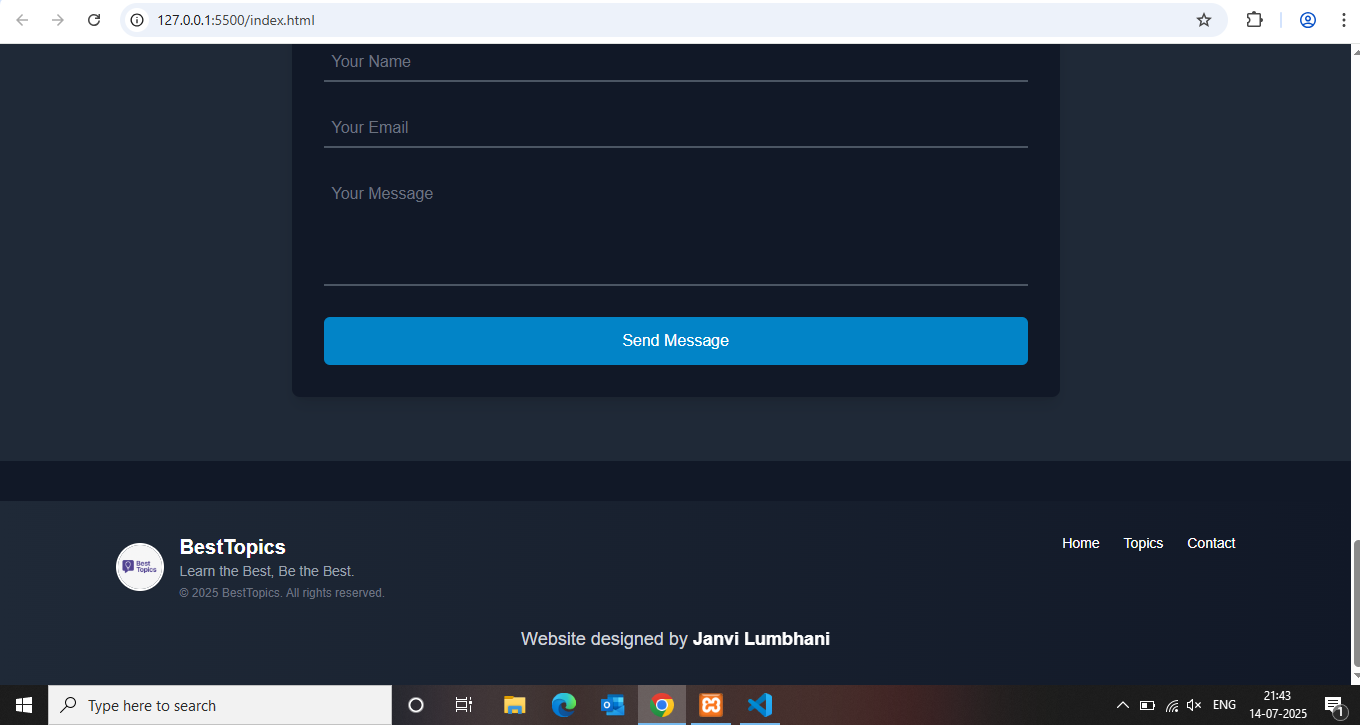 127.0.0.1:5500/index.html
Your Name
Your Email
Your Message
Send Message
Best
Topics
BestTopics
Learn the Best, Be the Best.
© 2025 BestTopics. All rights reserved.
Home Topics Contact
Website designed by Janvi Lumbhani
Type here to search
ENG
21:43
14-07-2025
1